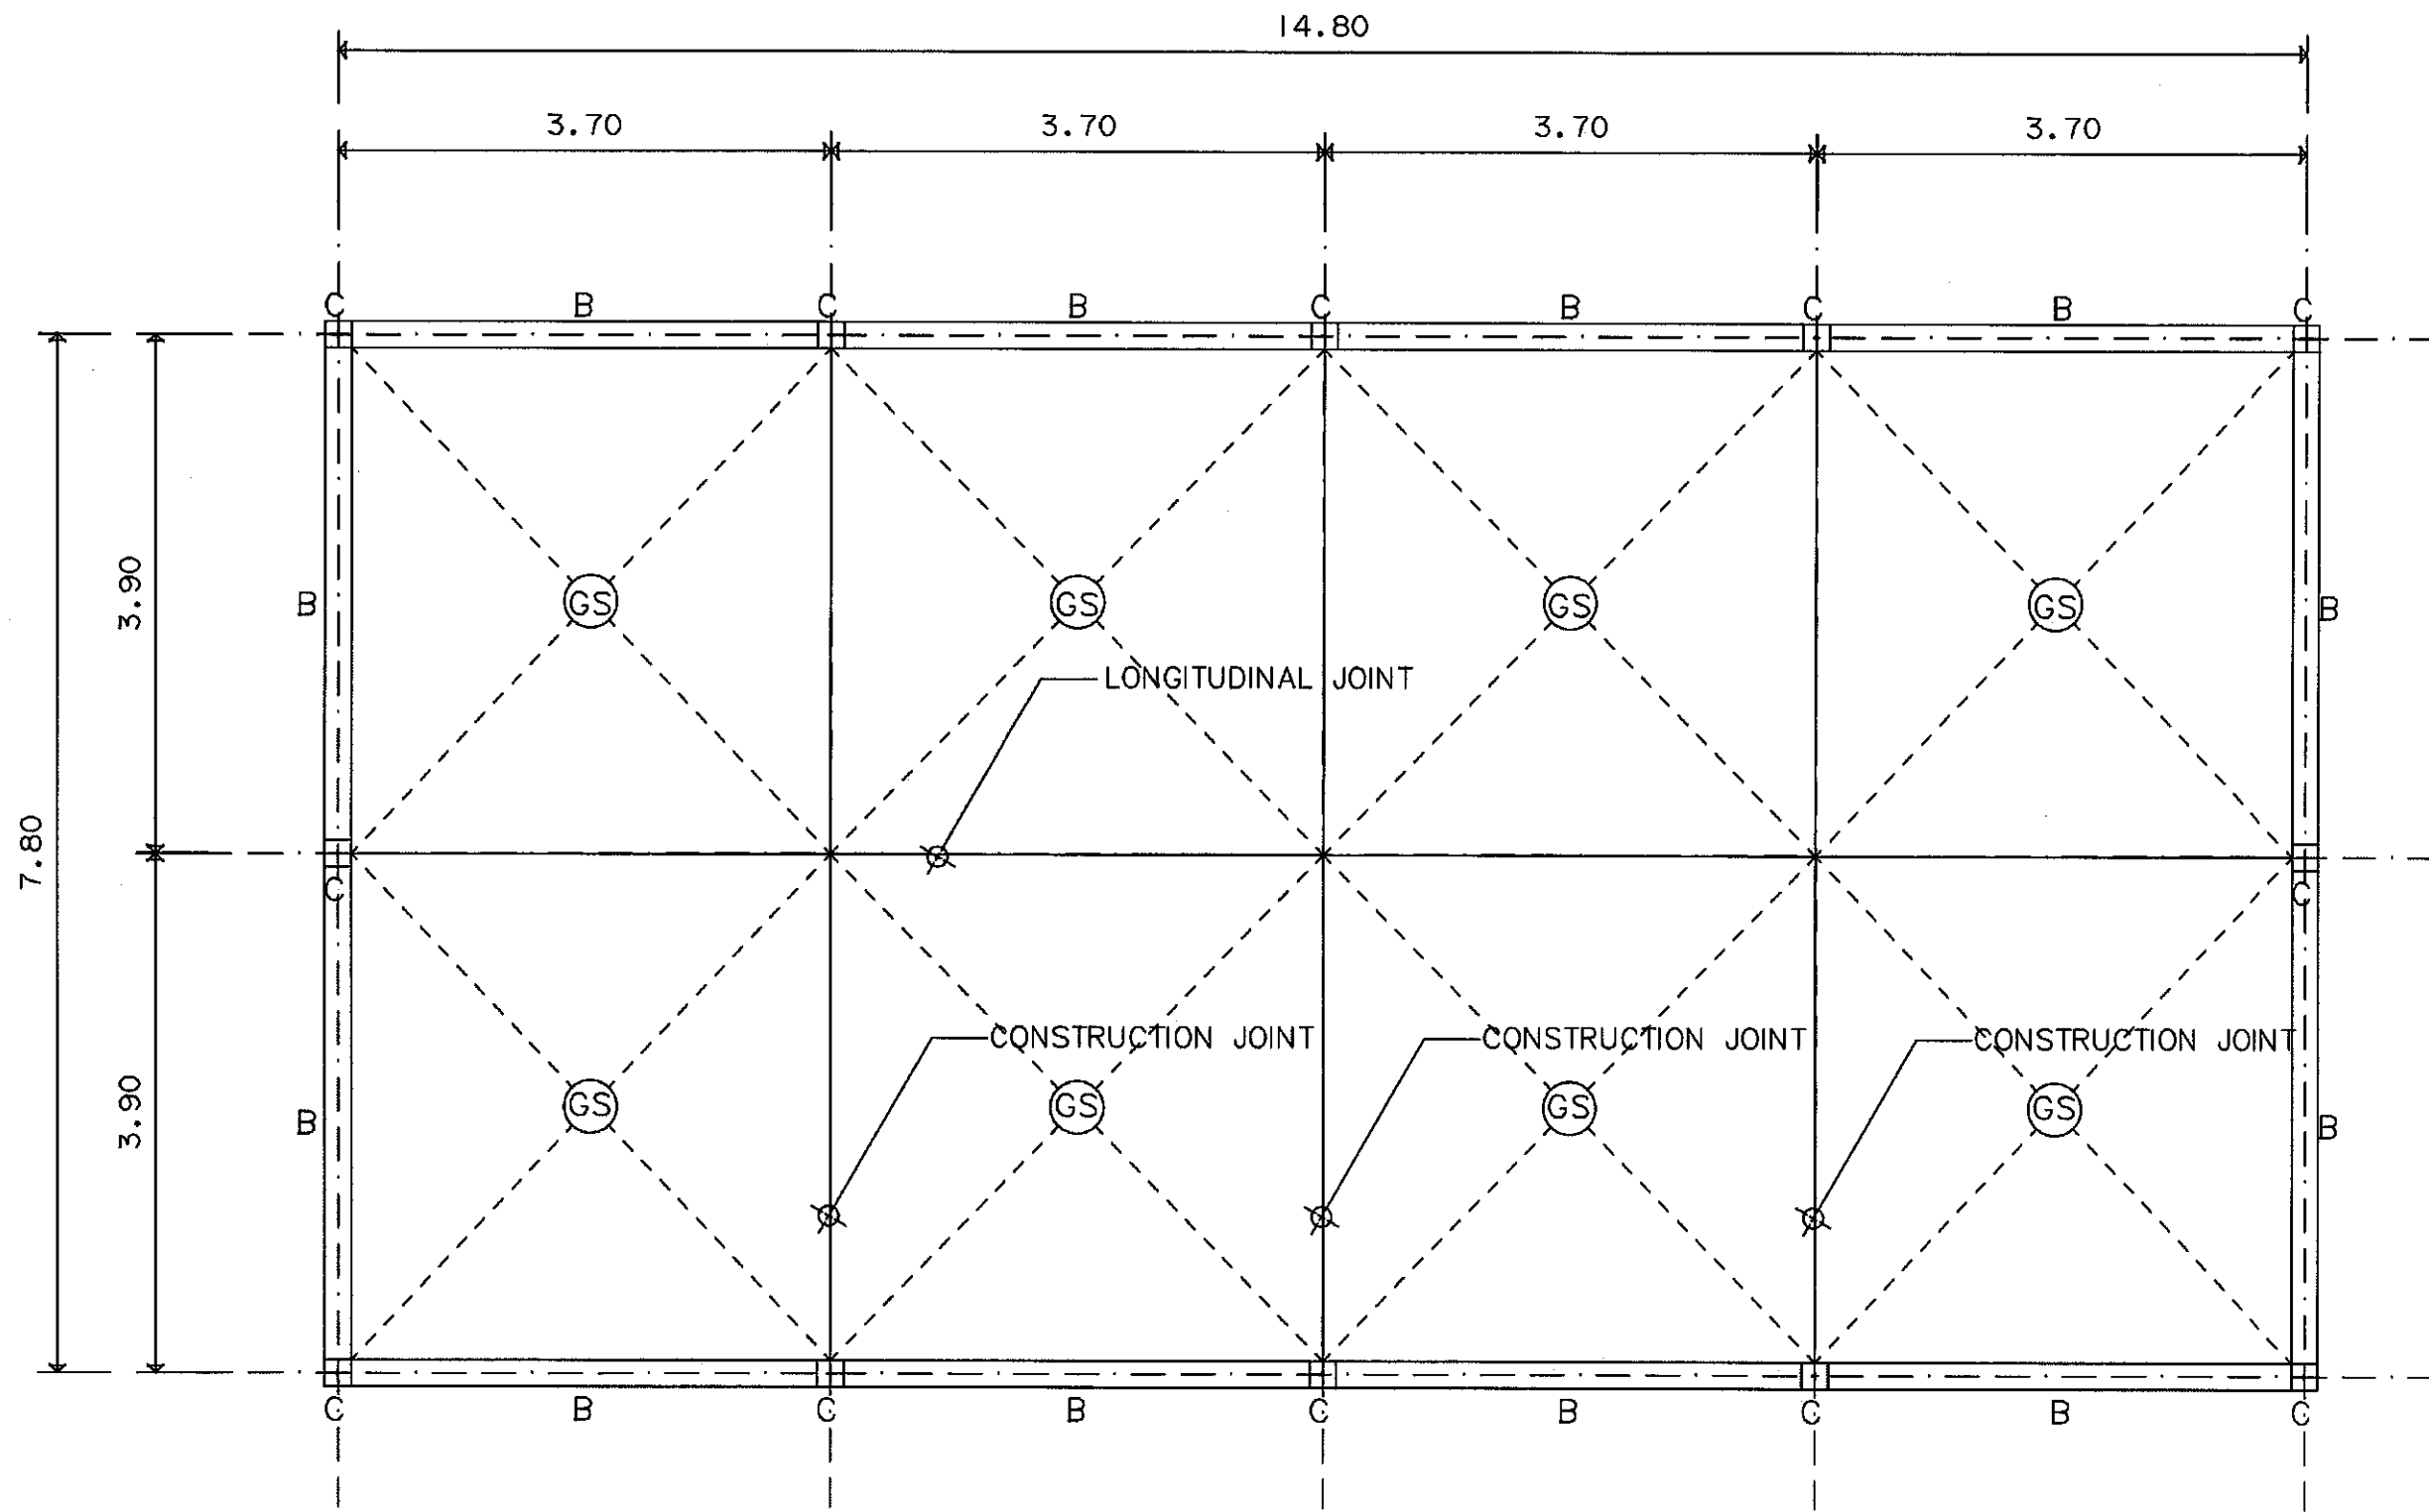 14.80
3.70 3.70 3.70 3.70
C B C B C B C B C
3.90
B GS GS GS GS B
LONGITUDINAL JOINT
7.80
C C
CONSTRUCTION JOINT CONSTRUCTION JOINT CONSTRUCTION JOINT
3.90
B GS GS GS GS B
C B C B C B C B C